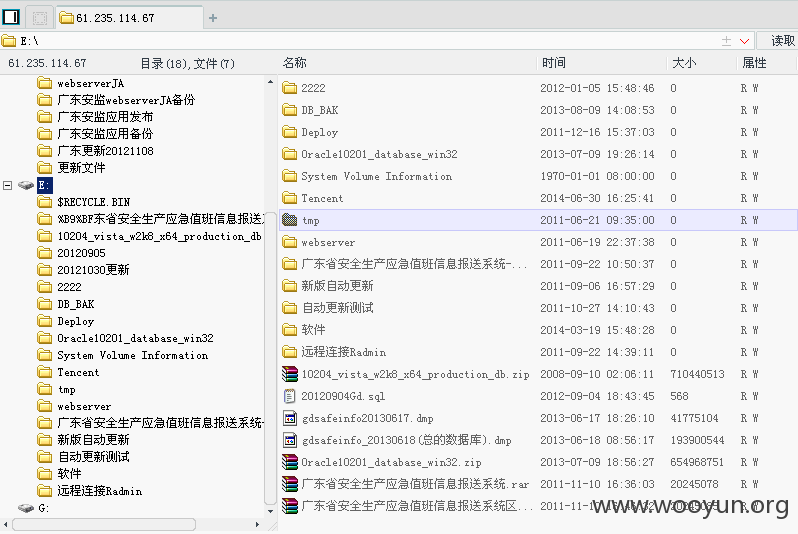 61.235.114.67
E:\
读取
61.235.114.67 目录(18),文件(7)
名称 时间 大小 属性
webserverJA
广东安监webserverJA备份
广东安监应用发布
广东安监应用备份
广东更新20121108
更新文件
E:
$RECYCLE.BIN
%B9%BF东省安全生产应急值班信息报送
10204_vista_w2k8_x64_production_db
20120905
20121030更新
2222
DB_BAK
Deploy
Oracle10201_database_win32
System Volume Information
Tencent
tmp
webserver
广东省安全生产应急值班信息报送系统-
新版自动更新
自动更新测试
软件
远程连接Radmin
G:
2222 2012-01-05 15:48:46 0 R W
DB_BAK 2013-08-09 14:08:53 0 R W
Deploy 2011-12-16 15:37:03 0 R W
Oracle10201_database_win32 2013-07-09 19:26:14 0 R W
System Volume Information 1970-01-01 08:00:00 0 R W
Tencent 2014-06-30 16:25:41 0 R W
tmp 2011-06-21 09:35:00 0 R W
webserver 2011-06-19 22:37:38 0 R W
广东省安全生产应急值班信息报送系统-... 2011-09-22 10:50:37 0 R W
新版自动更新 2011-09-06 16:57:29 0 R W
自动更新测试 2011-10-27 14:10:43 0 R W
软件 2014-03-19 15:48:28 0 R W
远程连接Radmin 2011-09-22 14:39:11 0 R W
10204_vista_w2k8_x64_production_db.zip 2008-09-10 02:06:11 710440513 R W
20120904Gd.sql 2012-09-04 18:43:45 568 R W
gdsafeinfo20130617.dmp 2013-06-17 18:26:10 41775104 R W
gdsafeinfo_20130618(总的数据库).dmp 2013-06-18 08:56:17 193900544 R W
Oracle10201_database_win32.zip 2013-07-09 18:56:27 654968751 R W
广东省安全生产应急值班信息报送系统.rar 2011-11-10 16:36:03 20245078 R W
广东省安全生产应急值班信息报送系统区... R W
www.wooyun.org